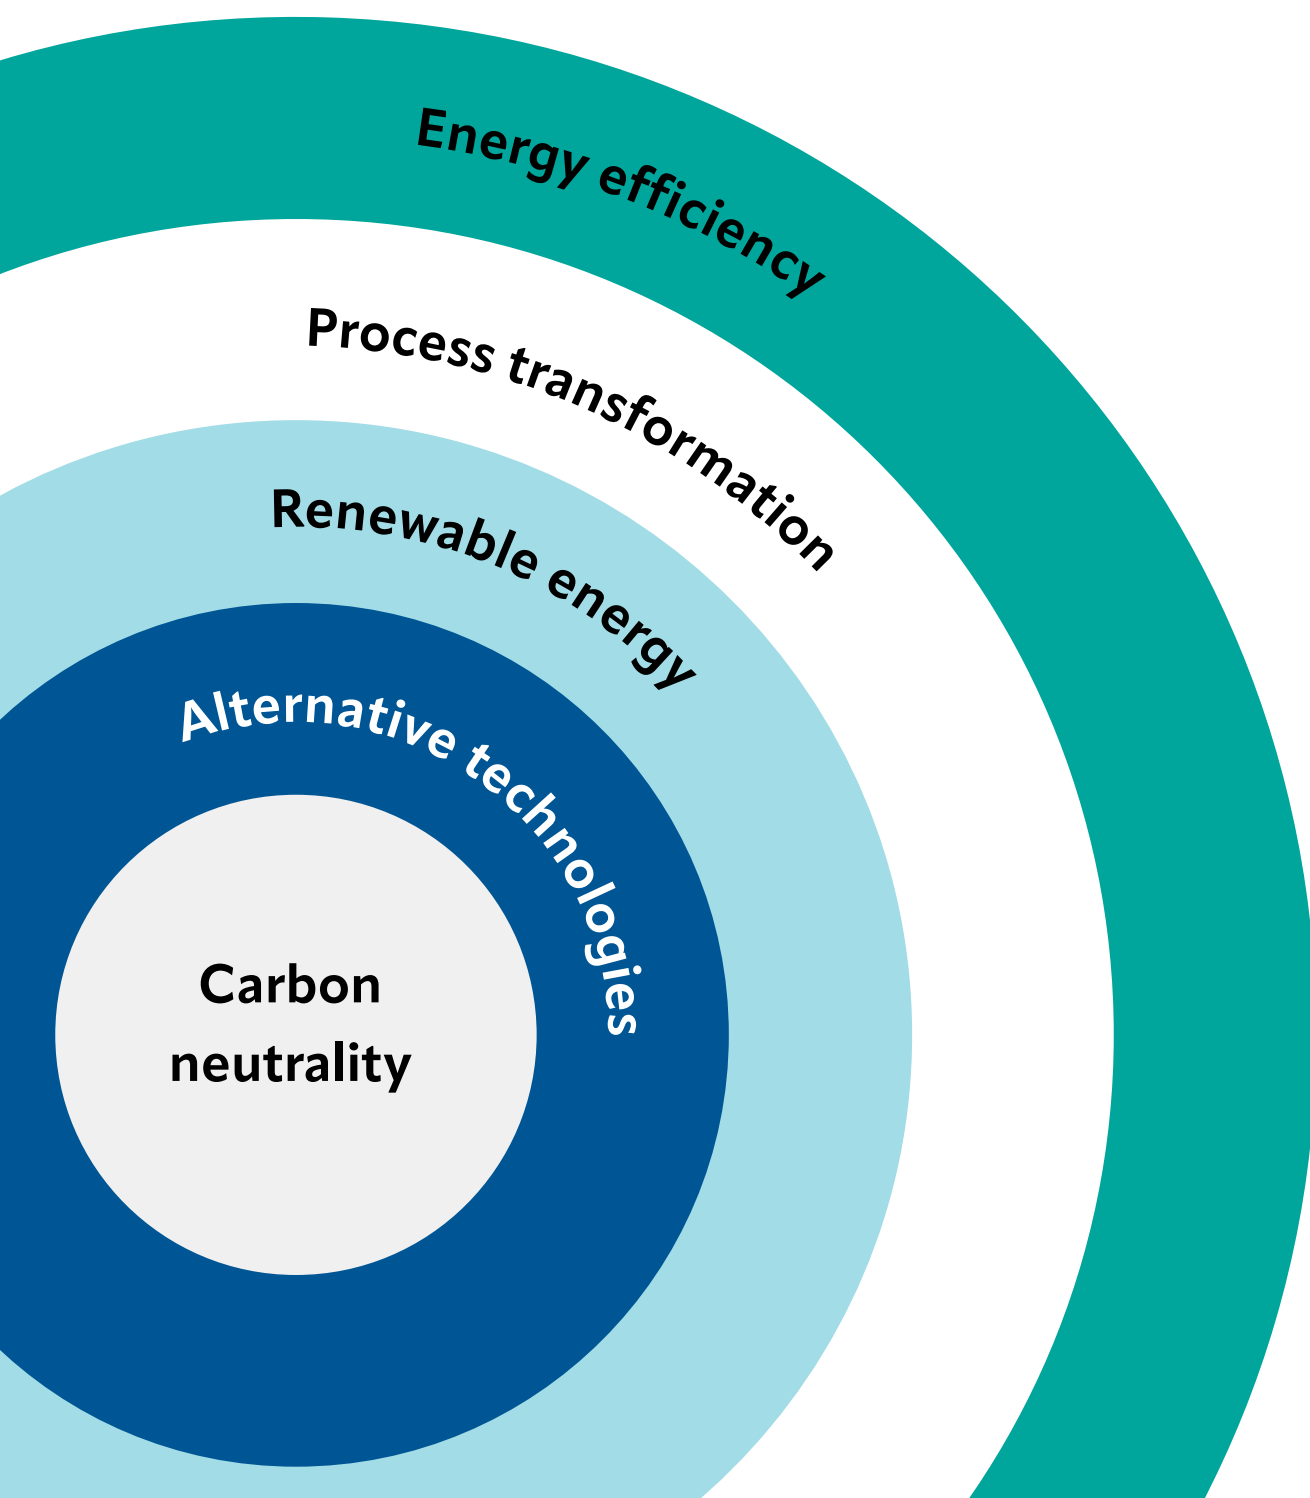 Energy efficiency
Process transformation
Renewable energy
Alternative technologies
Carbon
neutrality